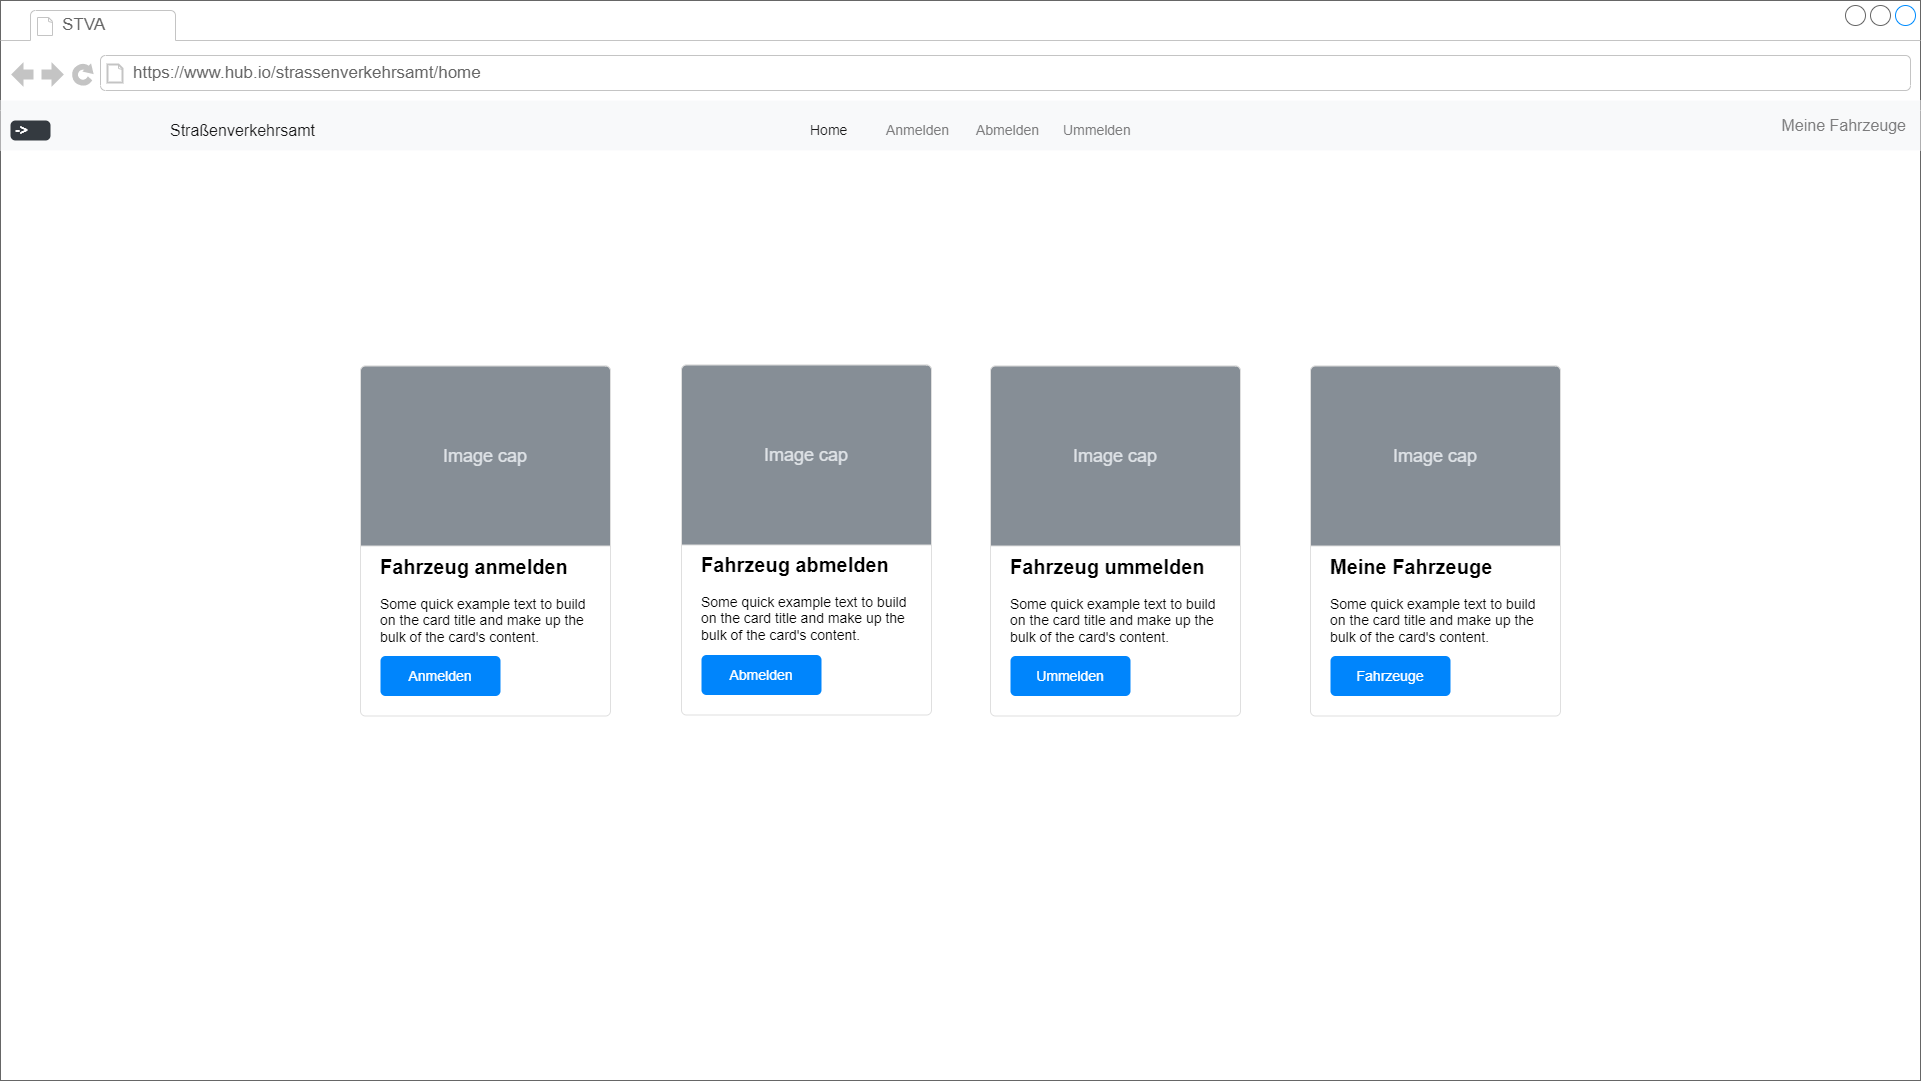 STVA
https://www.hub.io/strassenverkehrsamt/home
->
Straßenverkehrsamt
Home
Anmelden
Abmelden
Ummelden
Meine Fahrzeuge
Image cap
Fahrzeug anmelden
Some quick example text to build
on the card title and make up the
bulk of the card's content.
Anmelden
Image cap
Fahrzeug abmelden
Some quick example text to build
on the card title and make up the
bulk of the card's content.
Abmelden
Image cap
Fahrzeug ummelden
Some quick example text to build
on the card title and make up the
bulk of the card's content.
Ummelden
Image cap
Meine Fahrzeuge
Some quick example text to build
on the card title and make up the
bulk of the card's content.
Fahrzeuge